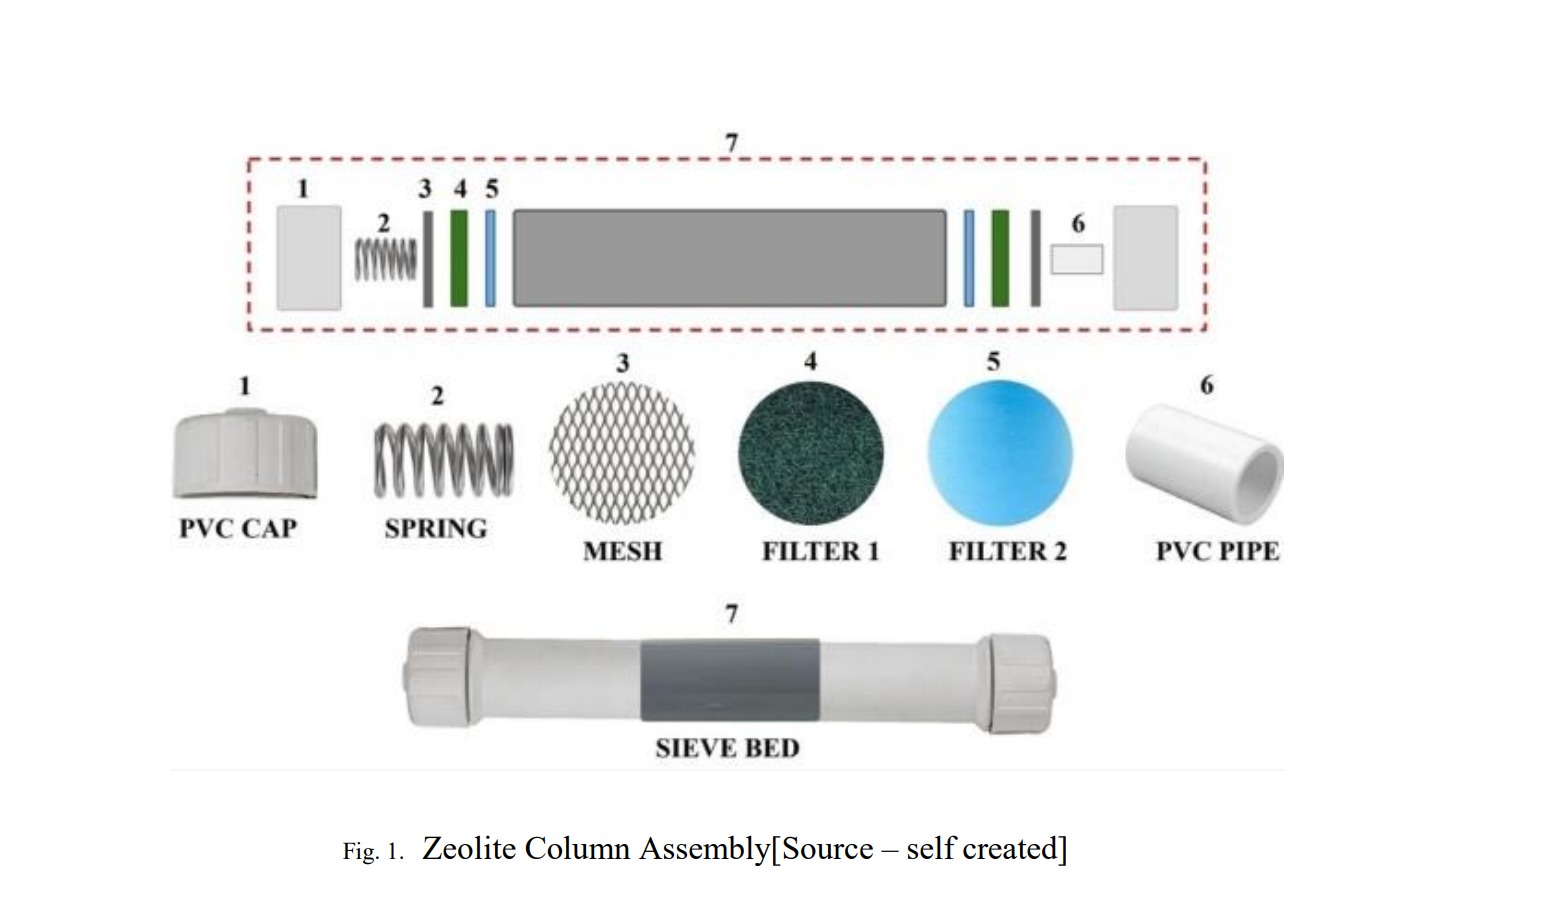 7
1 3 4 5
2 6
3 4 5
1 2 6
PVC CAP SPRING
MESH FILTER 1 FILTER 2 PVC PIPE
7
SIEVE BED
Fig. 1. Zeolite Column Assembly[Source – self created]